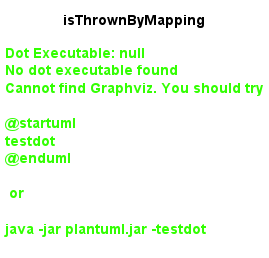 isThrownByMapping
Dot Executable: null
No dot executable found
Cannot find Graphviz. You should try
@startuml
testdot
@enduml
or
java -jar plantuml.jar -testdot